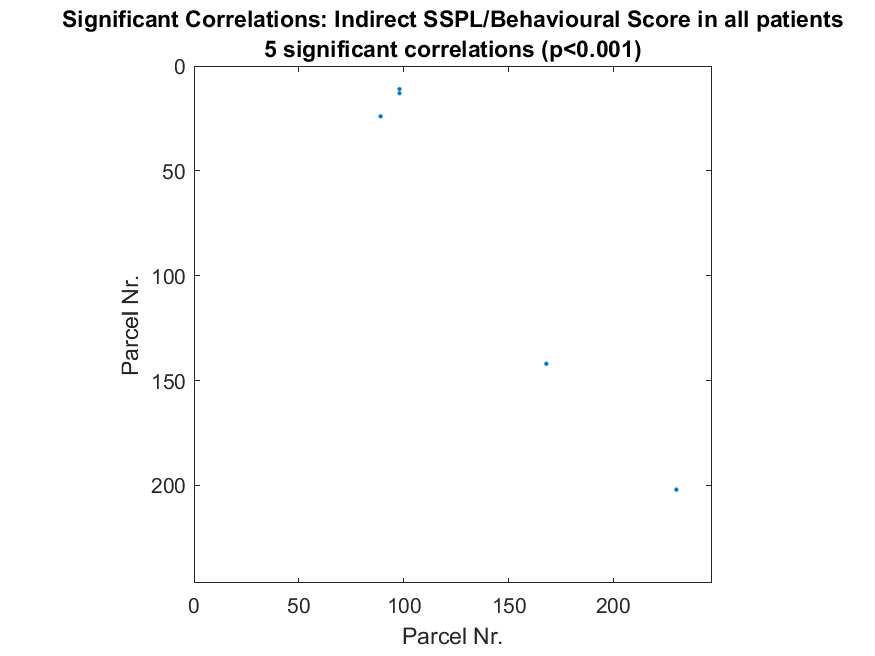 Significant Correlations: Indirect SSPL/Behavioural Score in all patients
5 significant correlations (p<0.001)
0
50
100
150
200
Parcel Nr.
0 50 100 150 200
Parcel Nr.